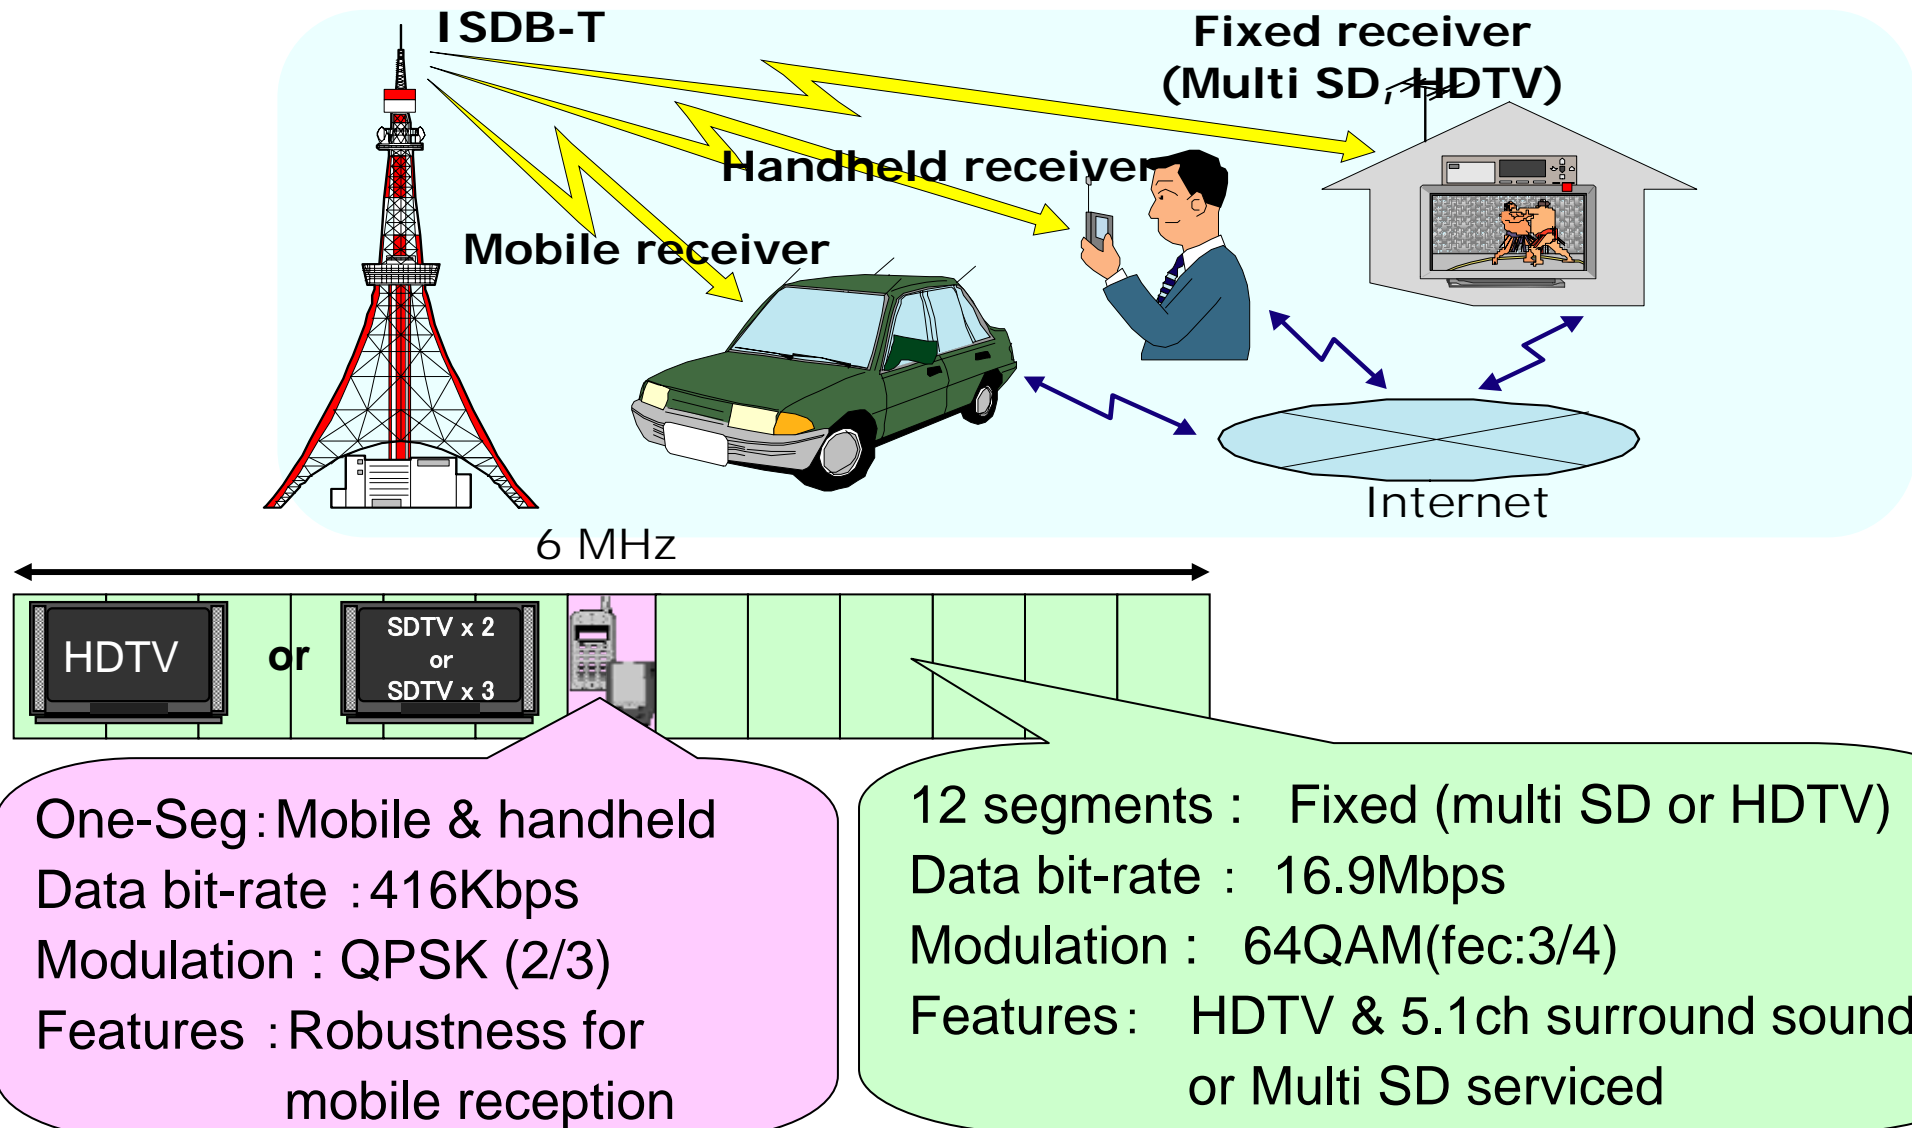 ISDB-T
Fixed receiver
(Multi SD, HDTV)
Handheld receiver
Mobile receiver
Internet
6 MHz
HDTV
or
SDTV x 2
or
SDTV x 3
One-Seg：Mobile & handheld
Data bit-rate ：416Kbps
Modulation : QPSK (2/3)
Features ：Robustness for
mobile reception
12 segments : Fixed (multi SD or HDTV)
Data bit-rate : 16.9Mbps
Modulation : 64QAM(fec:3/4)
Features： HDTV & 5.1ch surround sound
or Multi SD serviced